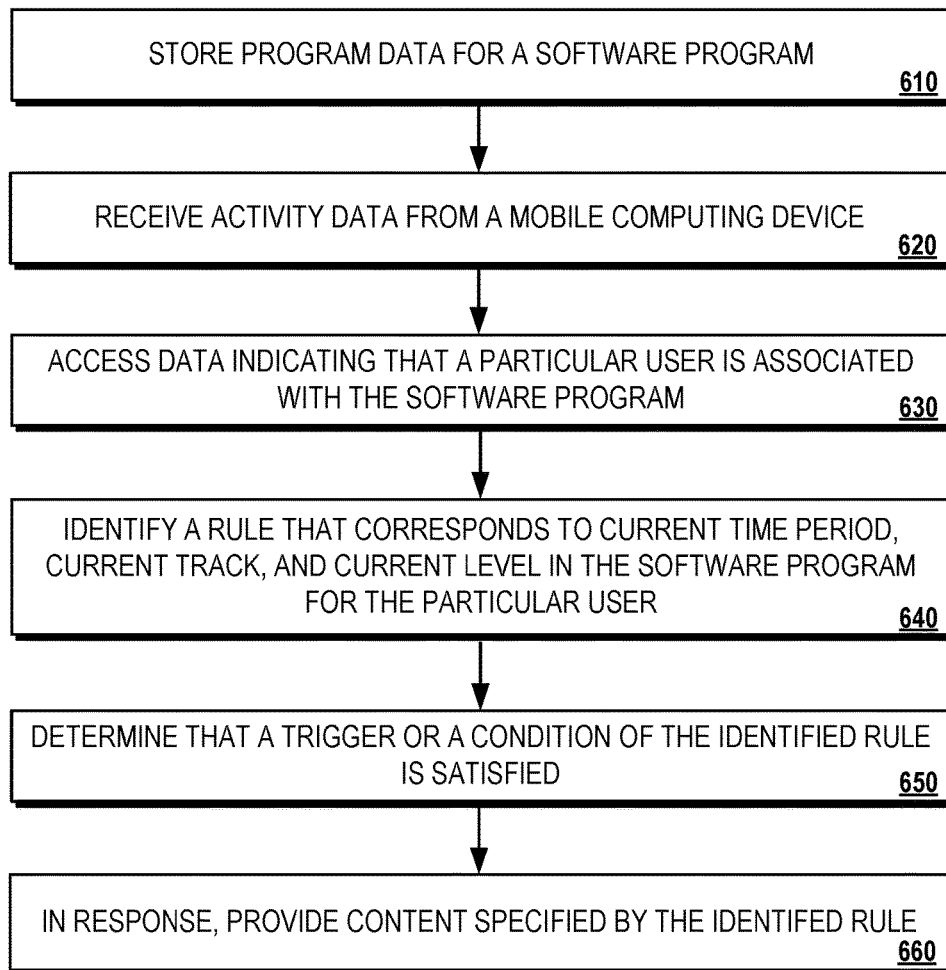 STORE PROGRAM DATA FOR A SOFTWARE PROGRAM
610
RECEIVE ACTIVITY DATA FROM A MOBILE COMPUTING DEVICE
620
ACCESS DATA INDICATING THAT A PARTICULAR USER IS ASSOCIATED
WITH THE SOFTWARE PROGRAM
630
IDENTIFY A RULE THAT CORRESPONDS TO CURRENT TIME PERIOD,
CURRENT TRACK, AND CURRENT LEVEL IN THE SOFTWARE PROGRAM
FOR THE PARTICULAR USER
640
DETERMINE THAT A TRIGGER OR A CONDITION OF THE IDENTIFIED RULE
IS SATISFIED
650
IN RESPONSE, PROVIDE CONTENT SPECIFIED BY THE IDENTIFED RULE
660